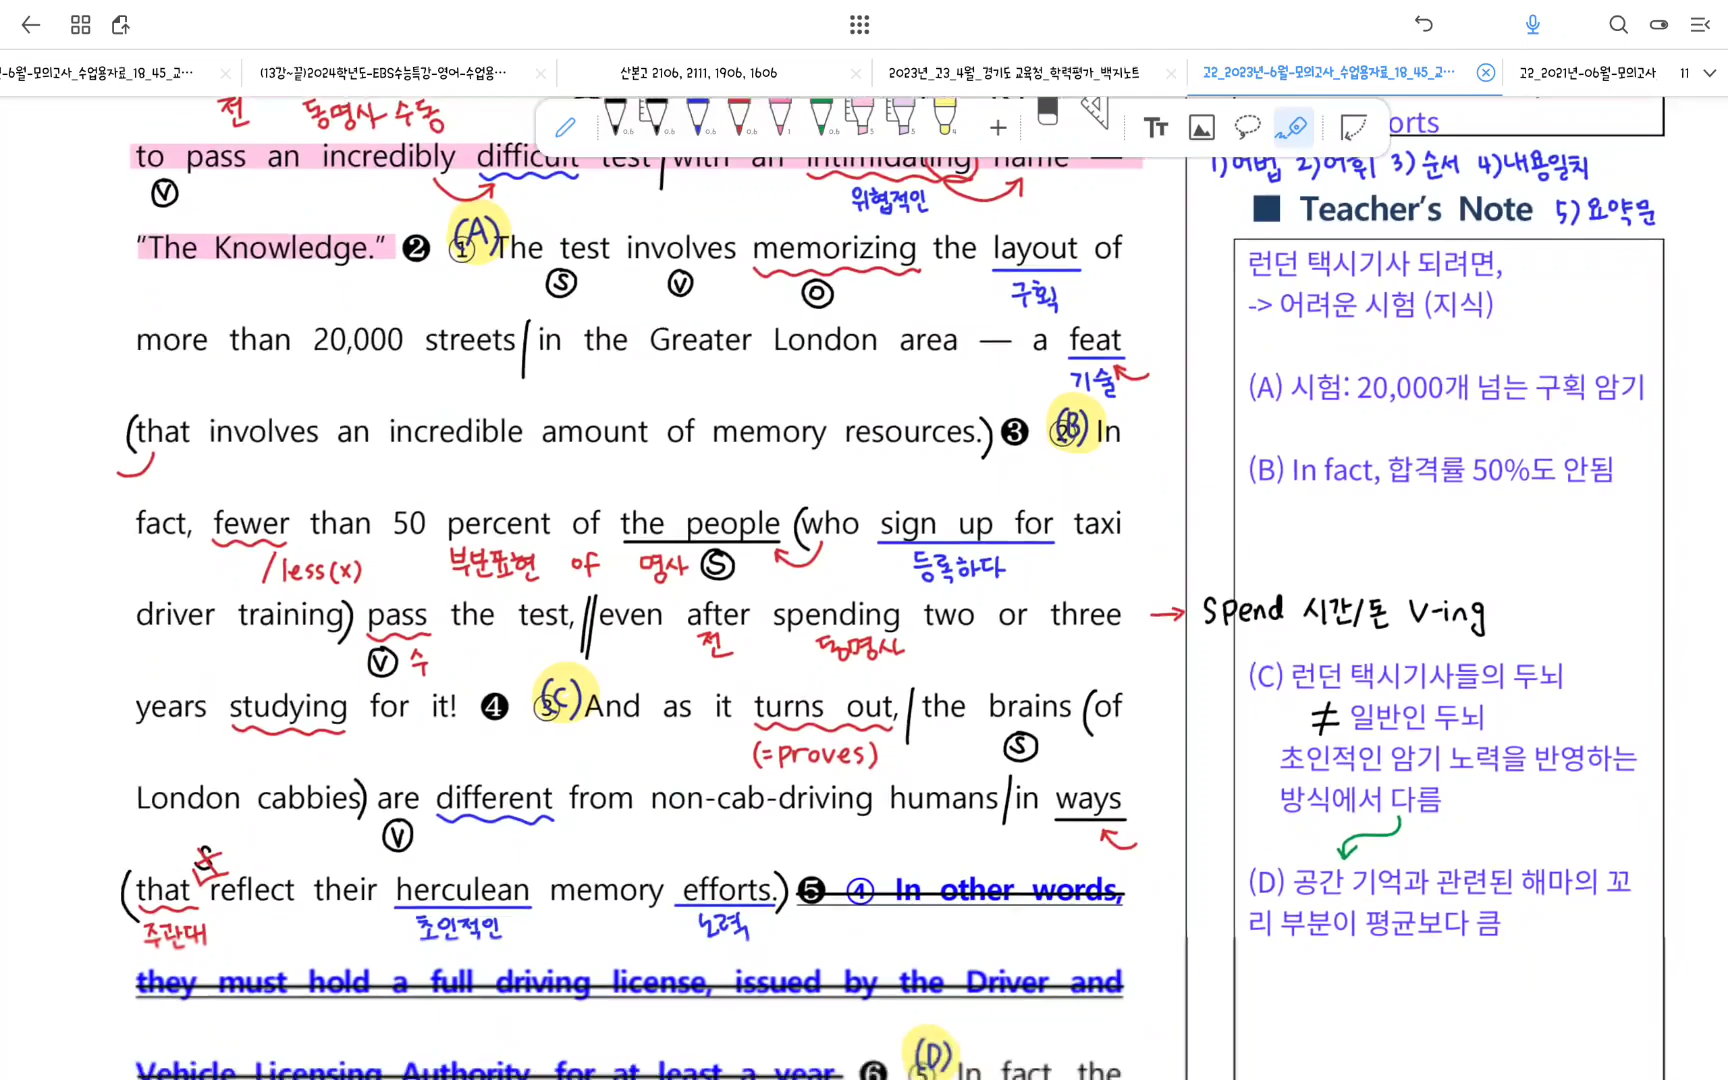 -6월-모의고사_수업용자료_18_45_교...
(13강~끝)2024학년도-EBS수능특강-영어-수업용...
산본고 2106, 2111, 1906, 1606
2023년_고3_4월_경기도 교육청_학력평가_백지노트
고2_2023년-6월-모의고사_수업용자료_18_45_교...
고2_2021년-06월-모의고사
11
전 동명사 수동
orts
to pass an incredibly difficult test with an intimidating name —
Ⓥ
위협적인
1)어법 2)어휘 3)순서 4)내용일치
■ Teacher's Note 5)요약문
"The Knowledge." ❷ ① (A) The test involves memorizing the layout of
Ⓢ Ⓥ Ⓞ 구획
more than 20,000 streets in the Greater London area — a feat
기술
(that involves an incredible amount of memory resources.) ❸ ② (B) In
fact, fewer than 50 percent of the people (who sign up for taxi
/less(x) 부분표현 of 명사 Ⓢ 등록하다
driver training) pass the test, even after spending two or three
Ⓥ 수 전 동명사
→ spend 시간/돈 v-ing
years studying for it! ❹ ③ (C) And as it turns out, the brains (of
(=proves) Ⓢ
London cabbies) are different from non-cab-driving humans in ways
Ⓥ
(that reflect their herculean memory efforts.) ❺ ④ In other words,
주관대 초인적인 노력
they must hold a full driving license, issued by the Driver and
Vehicle Licensing Authority for at least a year. ❻ ⑤ (D) In fact the
런던 택시기사 되려면,
-> 어려운 시험 (지식)
(A) 시험: 20,000개 넘는 구획 암기
(B) In fact, 합격률 50%도 안됨
(C) 런던 택시기사들의 두뇌
≠ 일반인 두뇌
초인적인 암기 노력을 반영하는
방식에서 다름
(D) 공간 기억과 관련된 해마의 꼬
리 부분이 평균보다 큼